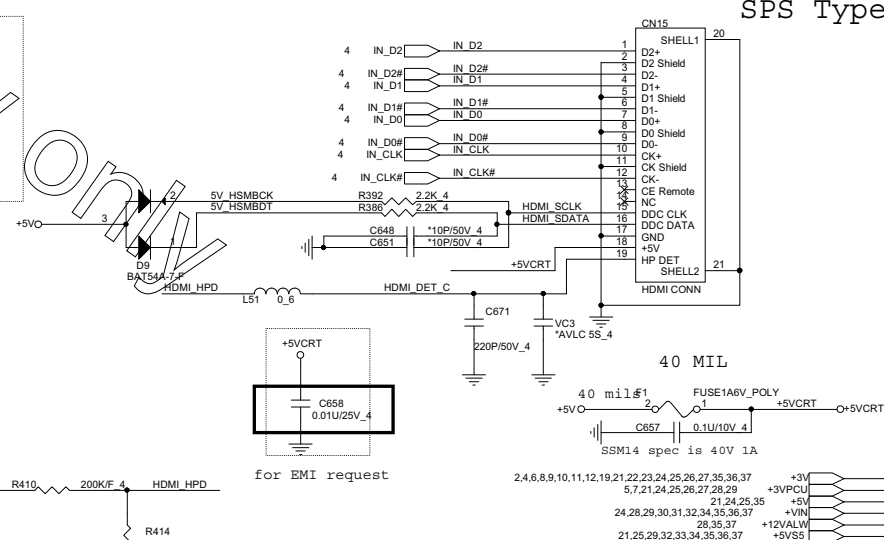 SPS Type
CN15
SHELL1 20
4 IN_D2 IN_D2 1 D2+
2 D2 Shield
4 IN_D2# IN_D2# 3 D2-
4 IN_D1 IN_D1 4 D1+
5 D1 Shield
4 IN_D1# IN_D1# 6 D1-
4 IN_D0 IN_D0 7 D0+
8 D0 Shield
4 IN_D0# IN_D0# 9 D0-
4 IN_CLK IN_CLK 10 CK+
11 CK Shield
4 IN_CLK# IN_CLK# 12 CK-
13 CE Remote
14 NC
2 5V_HSMBCK R392 2.2K_4 HDMI_SCLK 15 DDC CLK
5V_HSMBDT R386 2.2K_4 HDMI_SDATA 16 DDC DATA
+5V 3
C648 *10P/50V_4 17 GND
1 C651 *10P/50V_4 18 +5V
+5VCRT 19 HP DET
D9
BAT54A-7-F
SHELL2 21
HDMI CONN
HDMI_HPD L51 0_6 HDMI_DET_C
only
C671
220P/50V_4
VC3
*AVLC 5S_4
+5VCRT
C658
0.01U/25V_4
for EMI request
40 MIL
40 mils F1 FUSE1A6V_POLY
+5V 2 1 +5VCRT +5VCRT
C657 0.1U/10V_4
SSM14 spec is 40V 1A
R410 200K/F_4 HDMI_HPD
R414
2,4,6,8,9,10,11,12,19,21,22,23,24,25,26,27,35,36,37 +3V
5,7,21,24,25,26,27,28,29 +3VPCU
21,24,25,35 +5V
24,28,29,30,31,32,34,35,36,37 +VIN
28,35,37 +12VALW
21,25,29,32,33,34,35,36,37 +5VS5